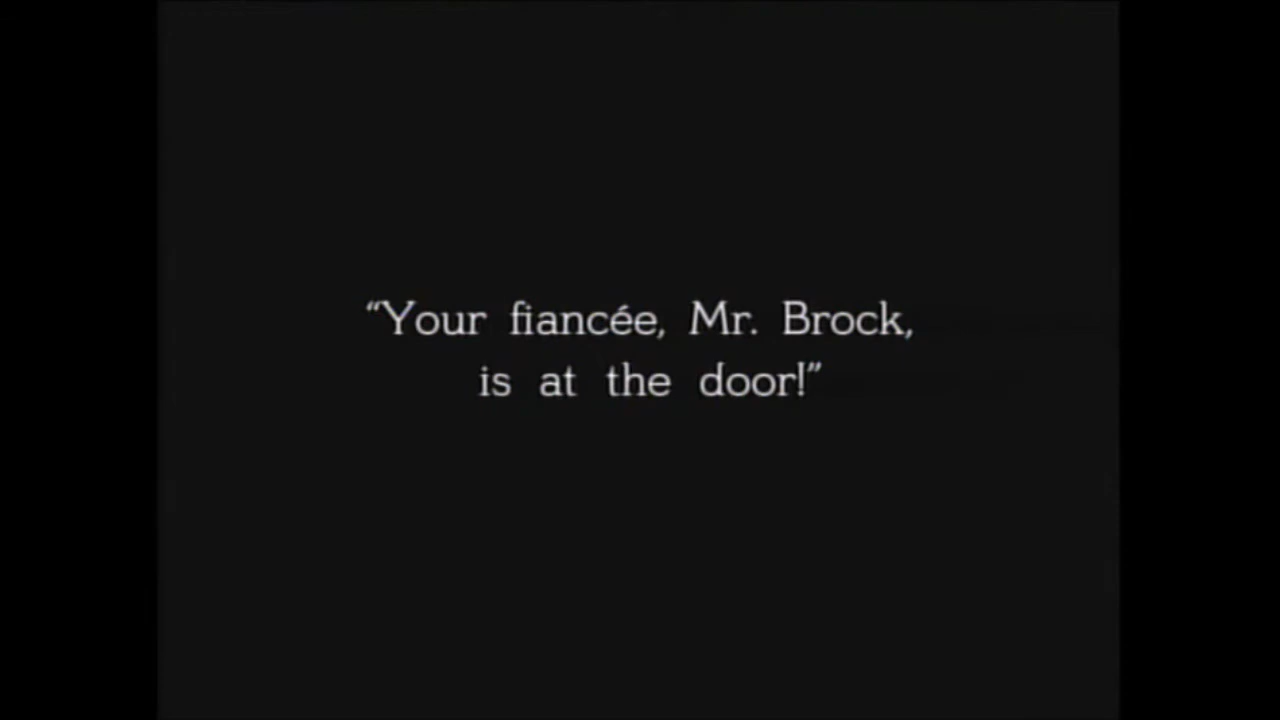 “Your fiancée, Mr. Brock,
is at the door!”